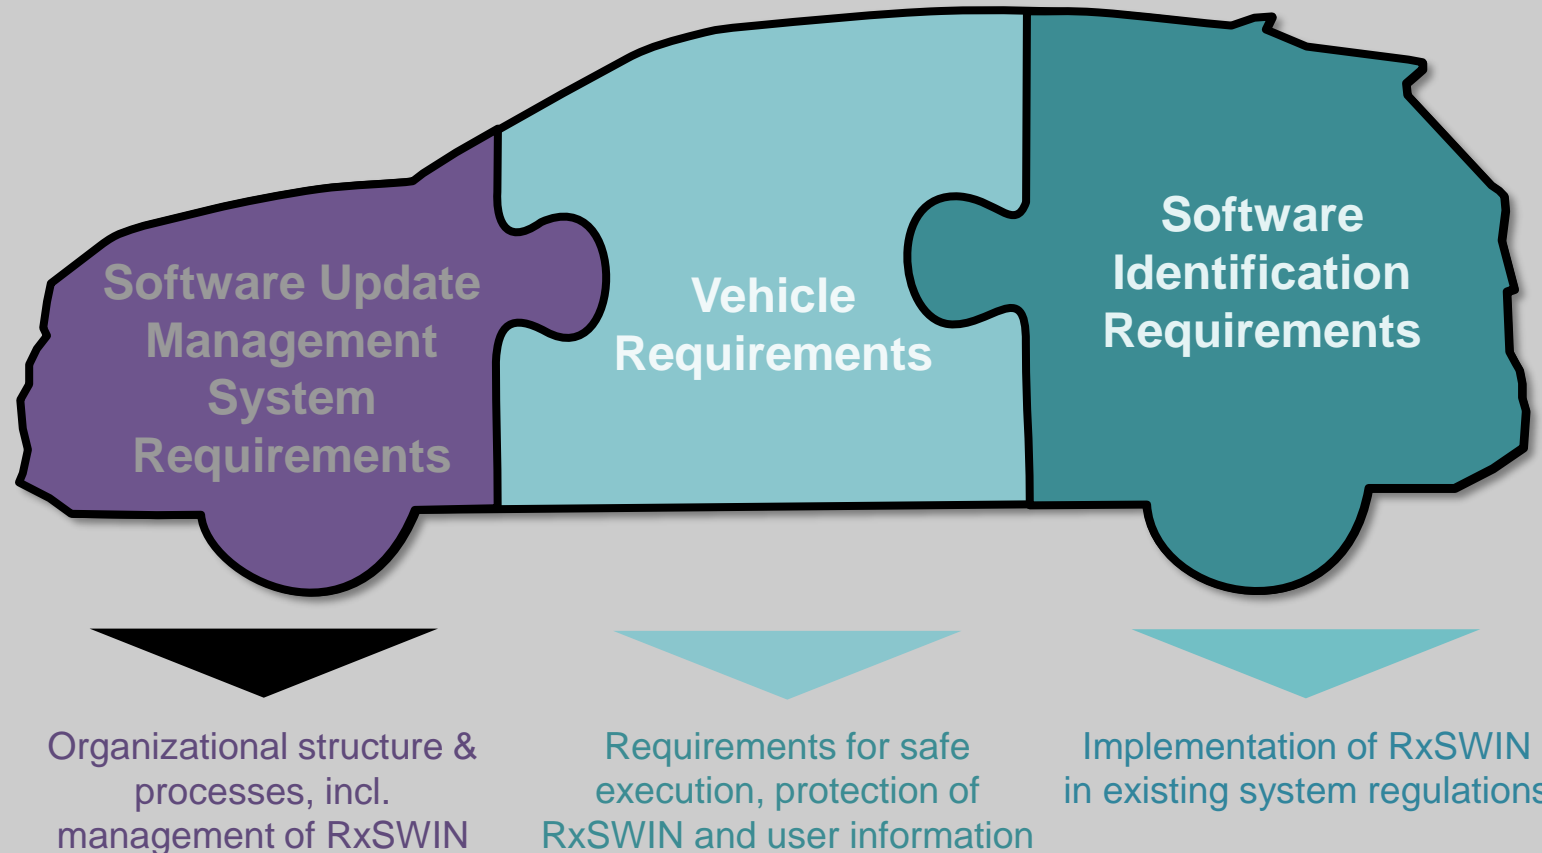 Software Update
Management
System
Requirements
Vehicle
Requirements
Software
Identification
Requirements
Organizational structure &
processes, incl.
management of RxSWIN
Requirements for safe
execution, protection of
RxSWIN and user information
Implementation of RxSWIN
in existing system regulations